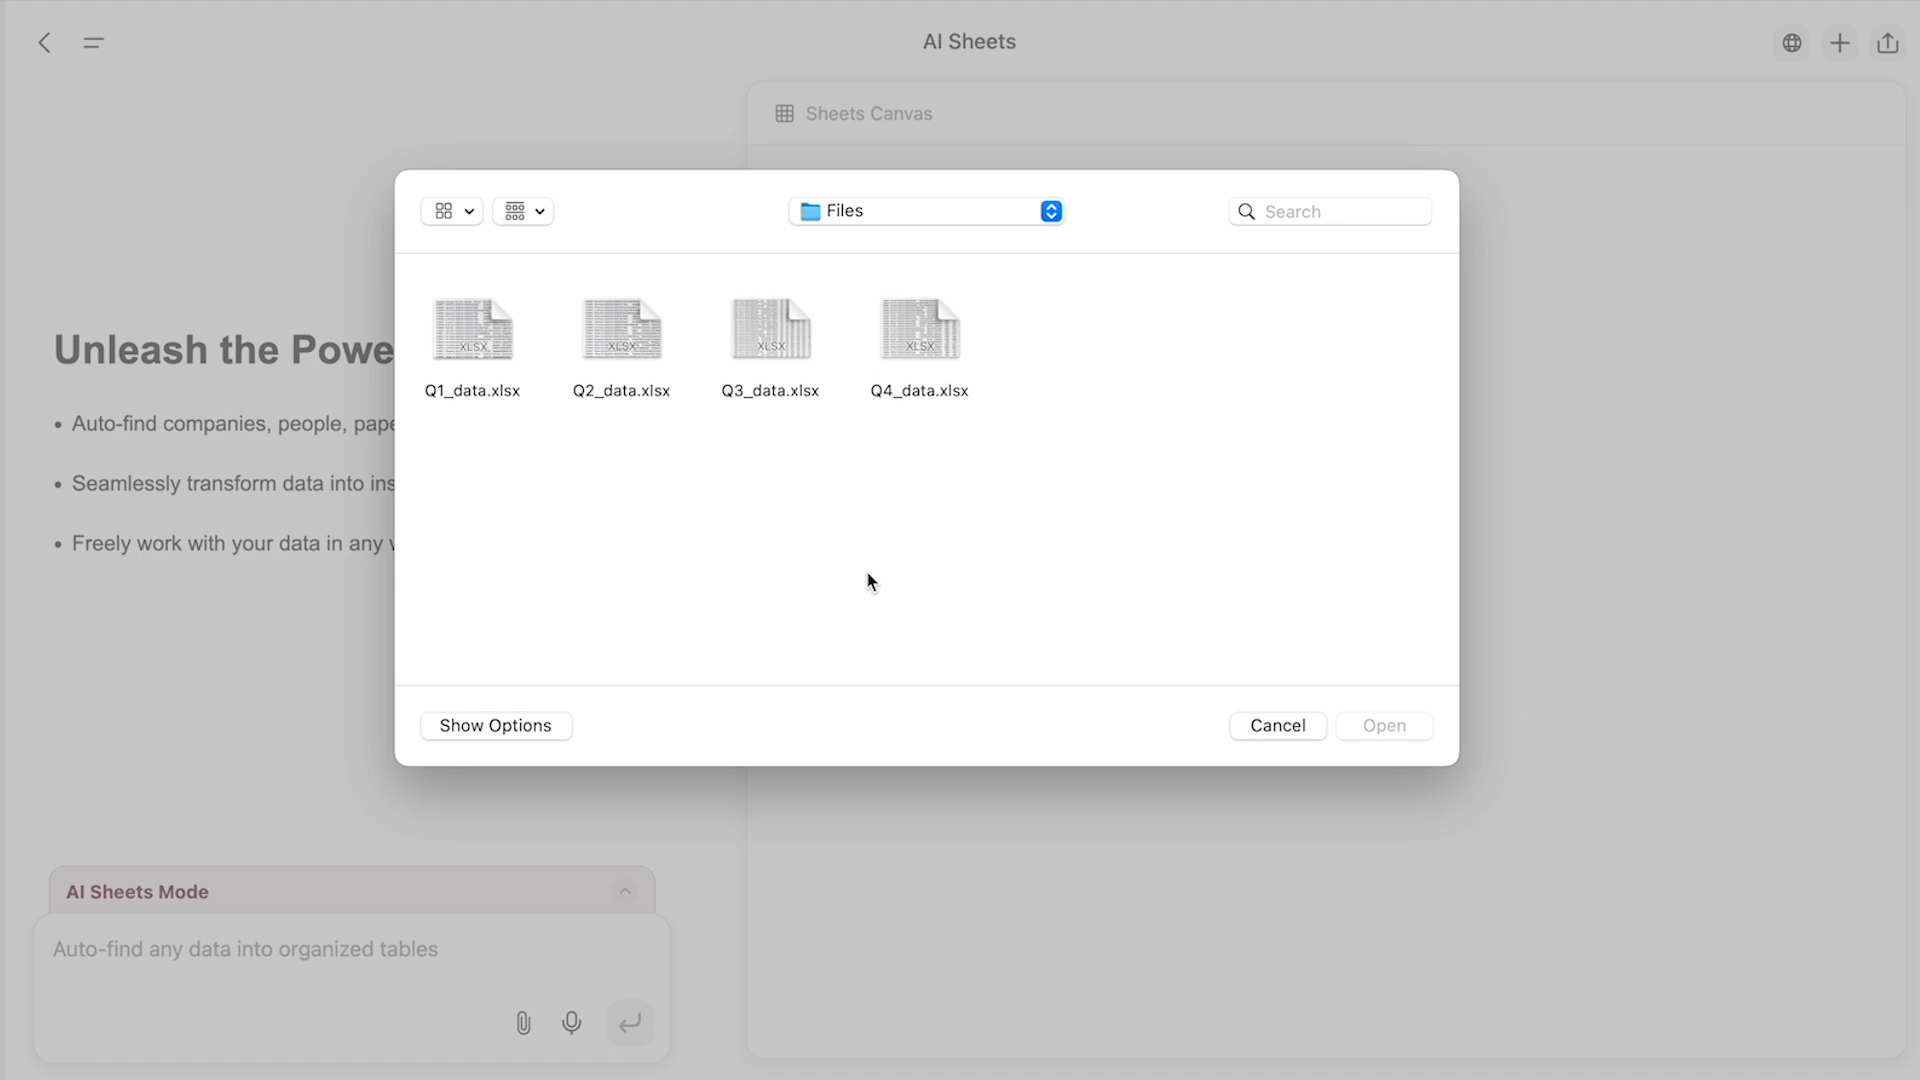 AI Sheets
Sheets Canvas
Files
Search
XLSX
XLSX
XLSX
XLSX
Q1_data.xlsx
Q2_data.xlsx
Q3_data.xlsx
Q4_data.xlsx
Unleash the Powe
• Auto-find companies, people, pape
• Seamlessly transform data into ins
• Freely work with your data in any
Show Options
Cancel
Open
AI Sheets Mode
Auto-find any data into organized tables